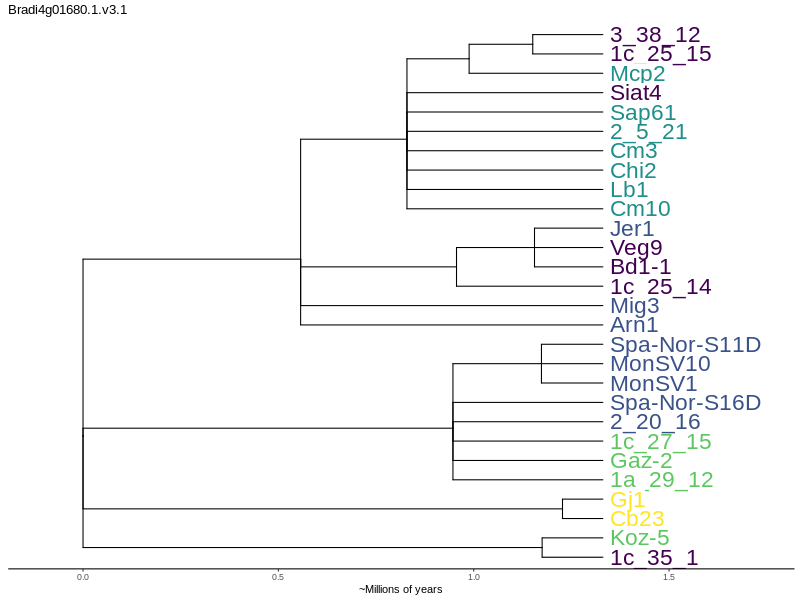 Bradi4g01680.1.v3.1
3_38_12
1c_25_15
Mcp2
Siat4
Sap61
2_5_21
Cm3
Chi2
Lb1
Cm10
Jer1
Veg9
Bd1-1
1c_25_14
Mig3
Arn1
Spa-Nor-S11D
MonSV10
MonSV1
Spa-Nor-S16D
2_20_16
1c_27_15
Gaz-2
1a_29_12
Gj1
Cb23
Koz-5
1c_35_1
0.0 0.5 1.0 1.5
~Millions of years